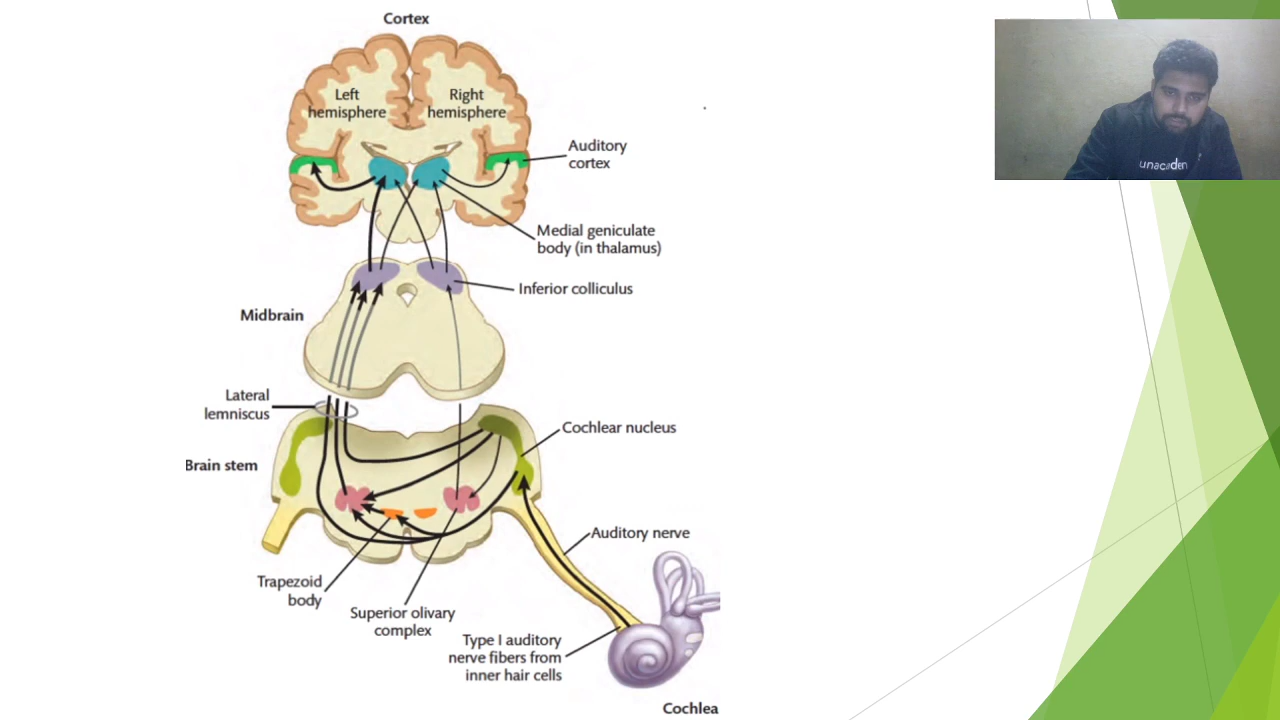 Cortex
Left
hemisphere
Right
hemisphere
Auditory
cortex
Medial geniculate
body (in thalamus)
Inferior colliculus
Midbrain
Lateral
lemniscus
Cochlear nucleus
Brain stem
Auditory nerve
Trapezoid
body
Superior olivary
complex
Type I auditory
nerve fibers from
inner hair cells
Cochlea
unacaden